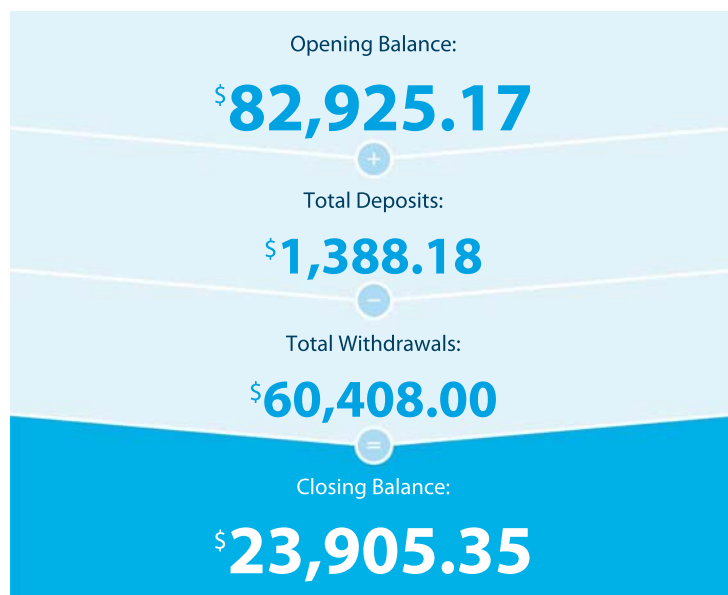 Opening Balance:
$82,925.17
+
Total Deposits:
$1,388.18
−
Total Withdrawals:
$60,408.00
=
Closing Balance:
$23,905.35